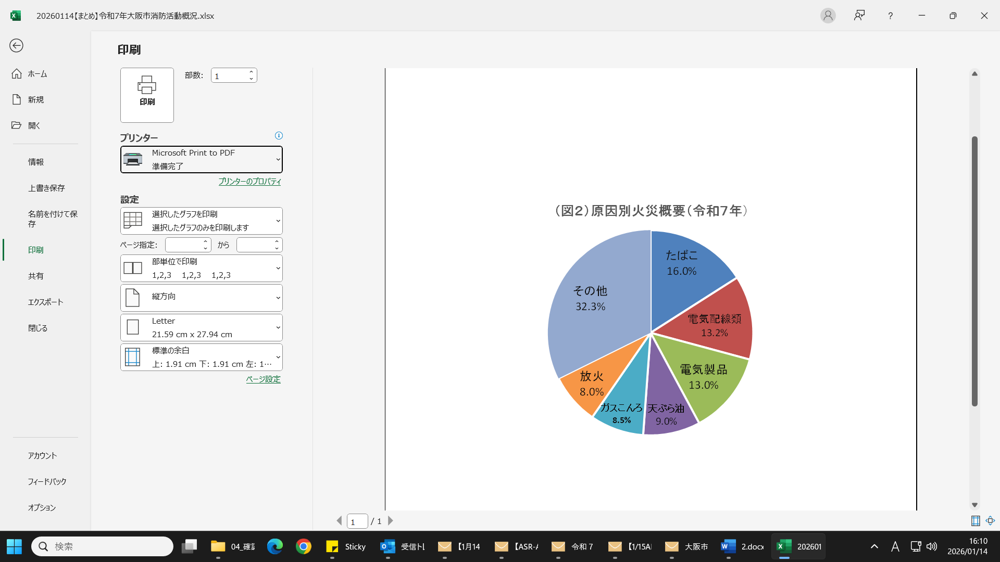 20260114【まとめ】令和7年大阪市消防活動概況.xlsx
?
印刷
ホーム
新規
開く
情報
上書き保存
名前を付けて保
存
印刷
共有
エクスポート
閉じる
アカウント
フィードバック
オプション
印刷
部数:
1
プリンター
Microsoft Print to PDF
準備完了
プリンターのプロパティ
設定
選択したグラフを印刷
選択したグラフのみを印刷します
ページ指定:
から
部単位で印刷
1,2,3 1,2,3 1,2,3
縦方向
Letter
21.59 cm x 27.94 cm
標準の余白
上: 1.91 cm 下: 1.91 cm 左: 1…
ページ設定
（図2）原因別火災概要（令和7年）
たばこ
16.0%
電気配線類
13.2%
電気製品
13.0%
天ぷら油
9.0%
ガスこんろ
8.5%
放火
8.0%
その他
32.3%
1 / 1
検索
04_確認
Sticky
受信トレ
【1月14
【ASR-A
令和 7
【1/15AI
大阪市
2.docx
202601
A
16:10
2026/01/14